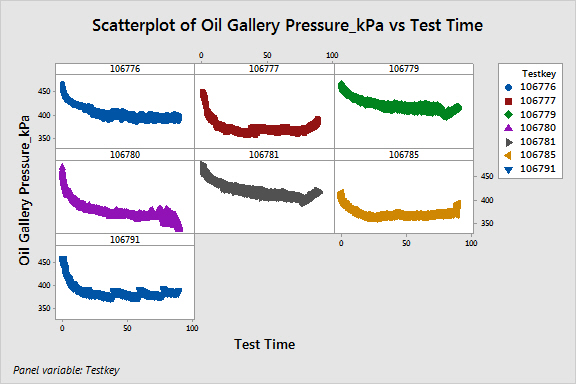 Scatterplot of Oil Gallery Pressure_kPa vs Test Time
0 50 100
106776 106777 106779
450
400
350
106780 106781 106785
450
400
350
106791
450
400
350
0 50 100
0 50 100
Oil Gallery Pressure_kPa
Test Time
Testkey
106776
106777
106779
106780
106781
106785
106791
Panel variable: Testkey